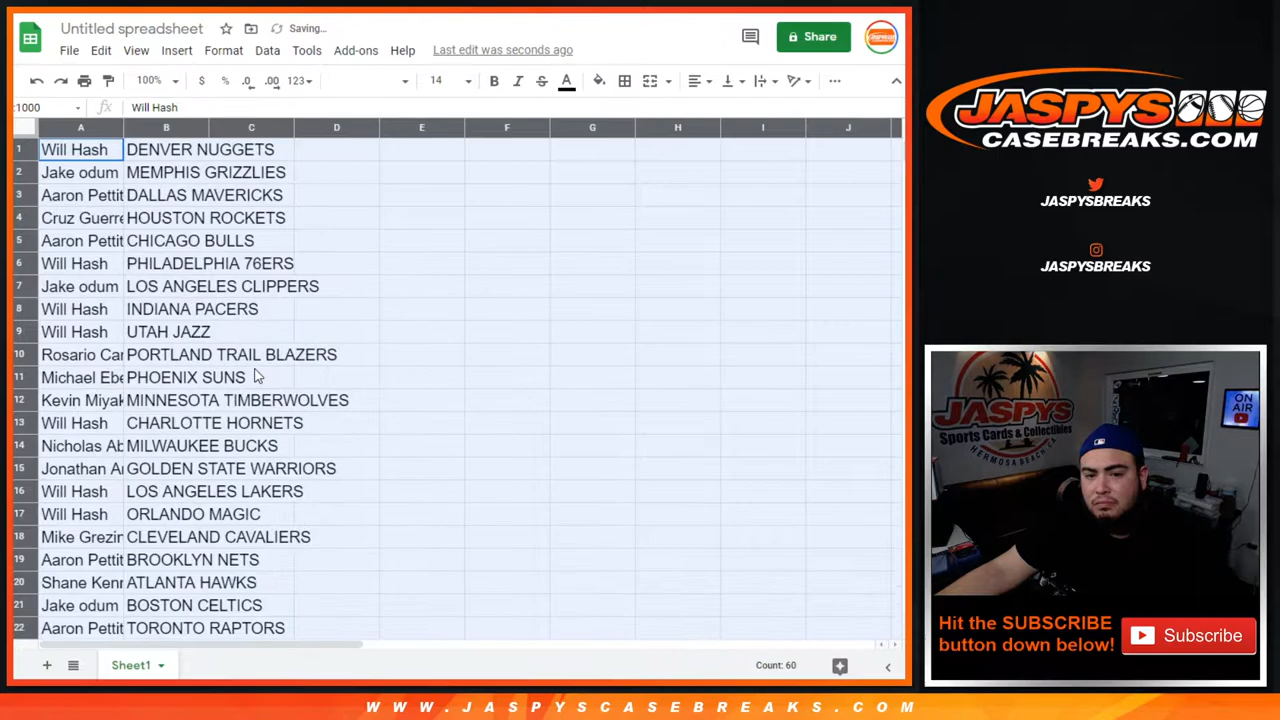 Untitled spreadsheet Saving...
File Edit View Insert Format Data Tools Add-ons Help Last edit was seconds ago
Share
100% $ % .0 .00 123 14 B I S A
:1000 fx Will Hash
A B C D E F G H I J
1 Will Hash DENVER NUGGETS
2 Jake odum MEMPHIS GRIZZLIES
3 Aaron Pettit DALLAS MAVERICKS
4 Cruz Guerre HOUSTON ROCKETS
5 Aaron Pettit CHICAGO BULLS
6 Will Hash PHILADELPHIA 76ERS
7 Jake odum LOS ANGELES CLIPPERS
8 Will Hash INDIANA PACERS
9 Will Hash UTAH JAZZ
10 Rosario Car PORTLAND TRAIL BLAZERS
11 Michael Ebe PHOENIX SUNS
12 Kevin Miyak MINNESOTA TIMBERWOLVES
13 Will Hash CHARLOTTE HORNETS
14 Nicholas Ab MILWAUKEE BUCKS
15 Jonathan Ar GOLDEN STATE WARRIORS
16 Will Hash LOS ANGELES LAKERS
17 Will Hash ORLANDO MAGIC
18 Mike Grezin CLEVELAND CAVALIERS
19 Aaron Pettit BROOKLYN NETS
20 Shane Kenn ATLANTA HAWKS
21 Jake odum BOSTON CELTICS
22 Aaron Pettit TORONTO RAPTORS
Sheet1 Count: 60
JASPYS
CASEBREAKS.COM
JASPYSBREAKS
JASPYSBREAKS
JASPYS
Sports Cards & Collectibles
HERMOSA BEACH, CA
ON
AIR
Hit the SUBSCRIBE
button down below!
Subscribe
WWW.JASPYSCASEBREAKS.COM